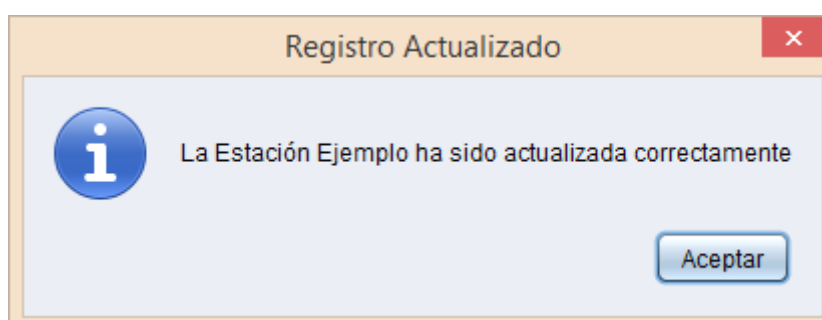 Registro Actualizado
La Estación Ejemplo ha sido actualizada correctamente
Aceptar